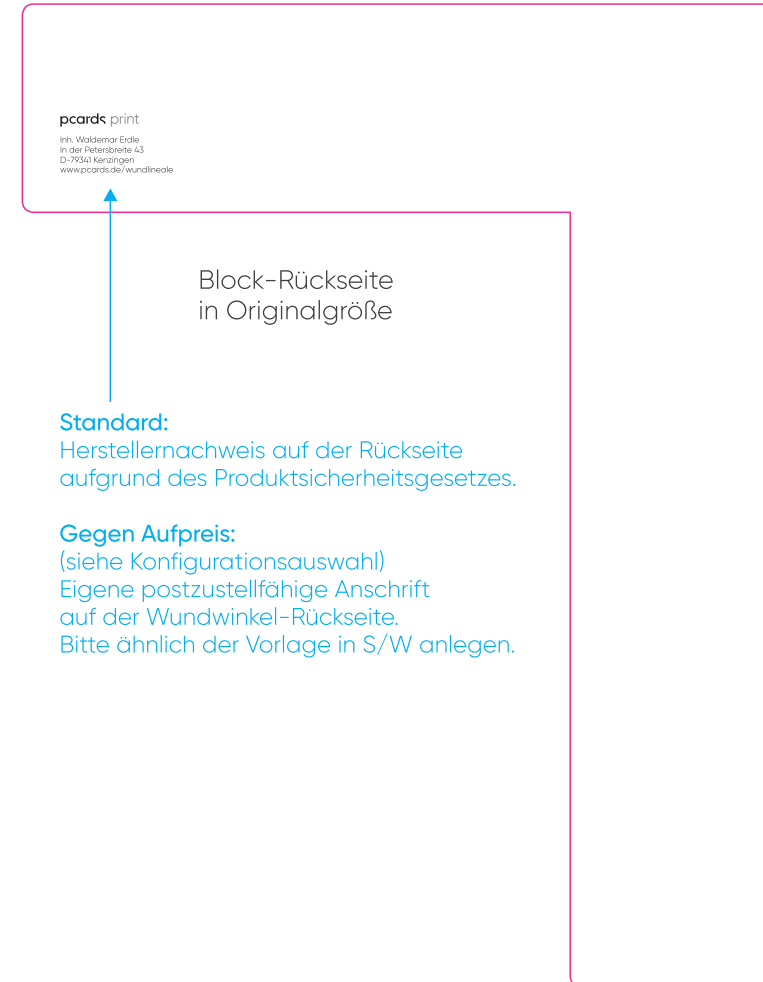 pcards print
Inh. Waldemar Erdle
In der Petersbreite 43
D-79341 Kenzingen
www.pcards.de/wundlineale
Block-Rückseite
in Originalgröße
Standard:
Herstellernachweis auf der Rückseite
aufgrund des Produktsicherheitsgesetzes.
Gegen Aufpreis:
(siehe Konfigurationsauswahl)
Eigene postzustellfähige Anschrift
auf der Wundwinkel-Rückseite.
Bitte ähnlich der Vorlage in S/W anlegen.